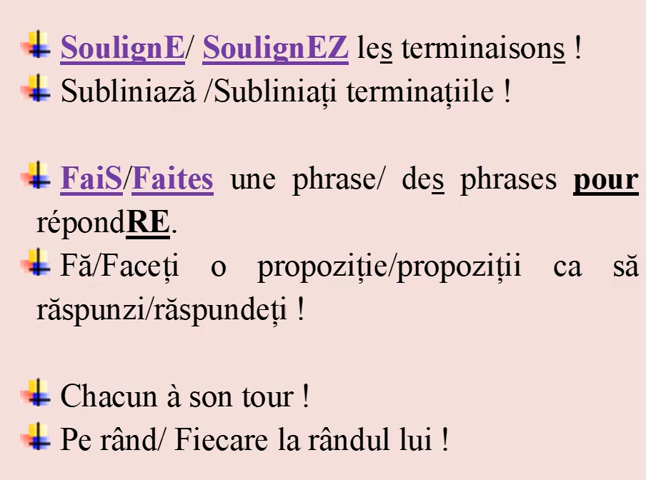 SoulignE/ SoulignEZ les terminaisons !
Subliniază /Subliniați terminațiile !
FaiS/Faites une phrase/ des phrases pour
répondRE.
Fă/Faceți o propoziție/propoziții ca să
răspunzi/răspundeți !
Chacun à son tour !
Pe rând/ Fiecare la rândul lui !